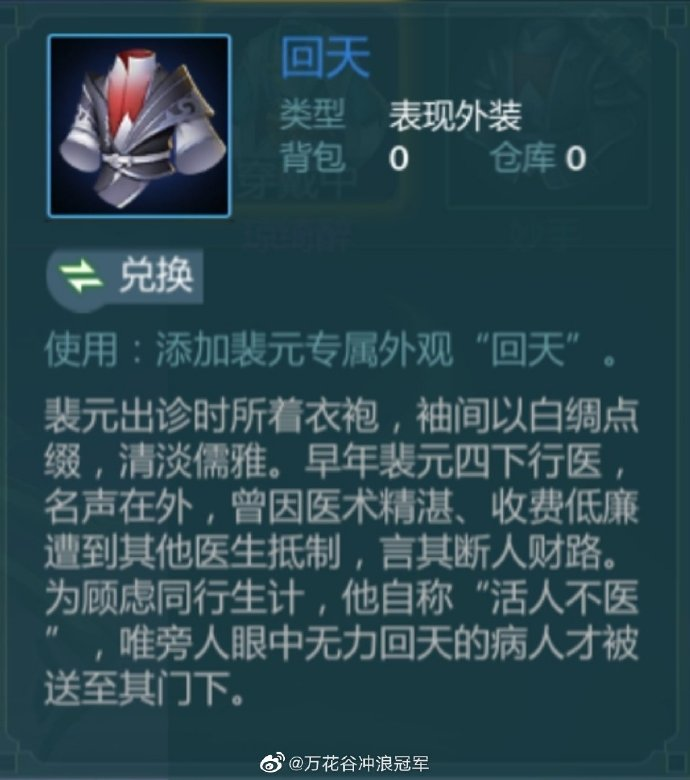 回天
类型 表现外装
背包 0 仓库 0
穿戴中
兑换
使用：添加裴元专属外观“回天”。
裴元出诊时所着衣袍，袖间以白绸点
缀，清淡儒雅。早年裴元四下行医，
名声在外，曾因医术精湛、收费低廉
遭到其他医生抵制，言其断人财路。
为顾虑同行生计，他自称“活人不医
”，唯旁人眼中无力回天的病人才被
送至其门下。
@万花谷冲浪冠军